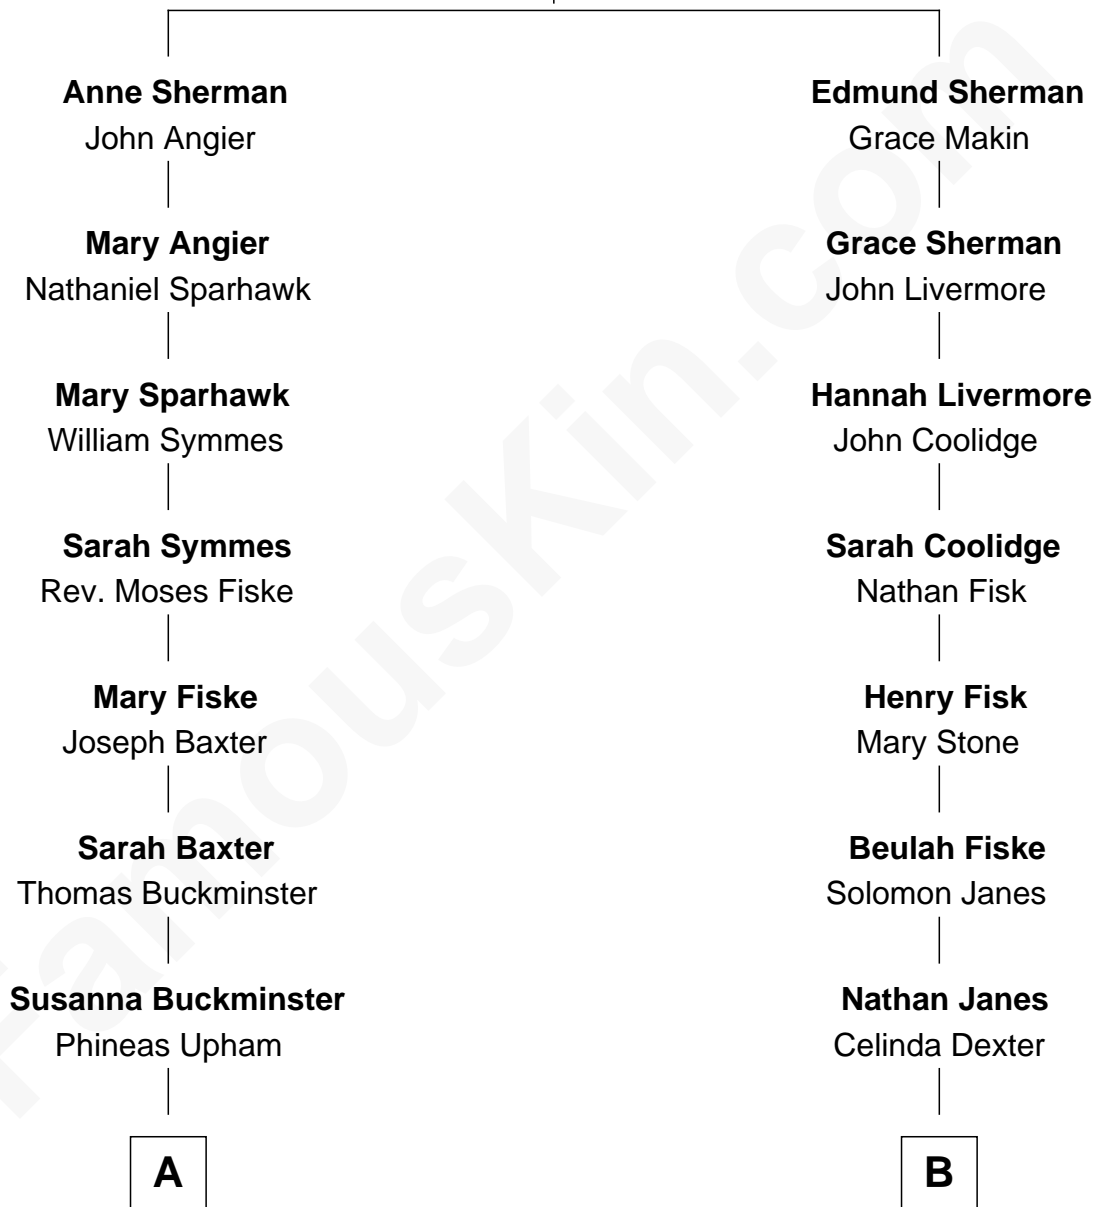 Anne Sherman
John Angier
Mary Angier
Nathaniel Sparhawk
Mary Sparhawk
William Symmes
Sarah Symmes
Rev. Moses Fiske
Mary Fiske
Joseph Baxter
Sarah Baxter
Thomas Buckminster
Susanna Buckminster
Phineas Upham
A
Edmund Sherman
Grace Makin
Grace Sherman
John Livermore
Hannah Livermore
John Coolidge
Sarah Coolidge
Nathan Fisk
Henry Fisk
Mary Stone
Beulah Fiske
Solomon Janes
Nathan Janes
Celinda Dexter
B
FamousKin.com